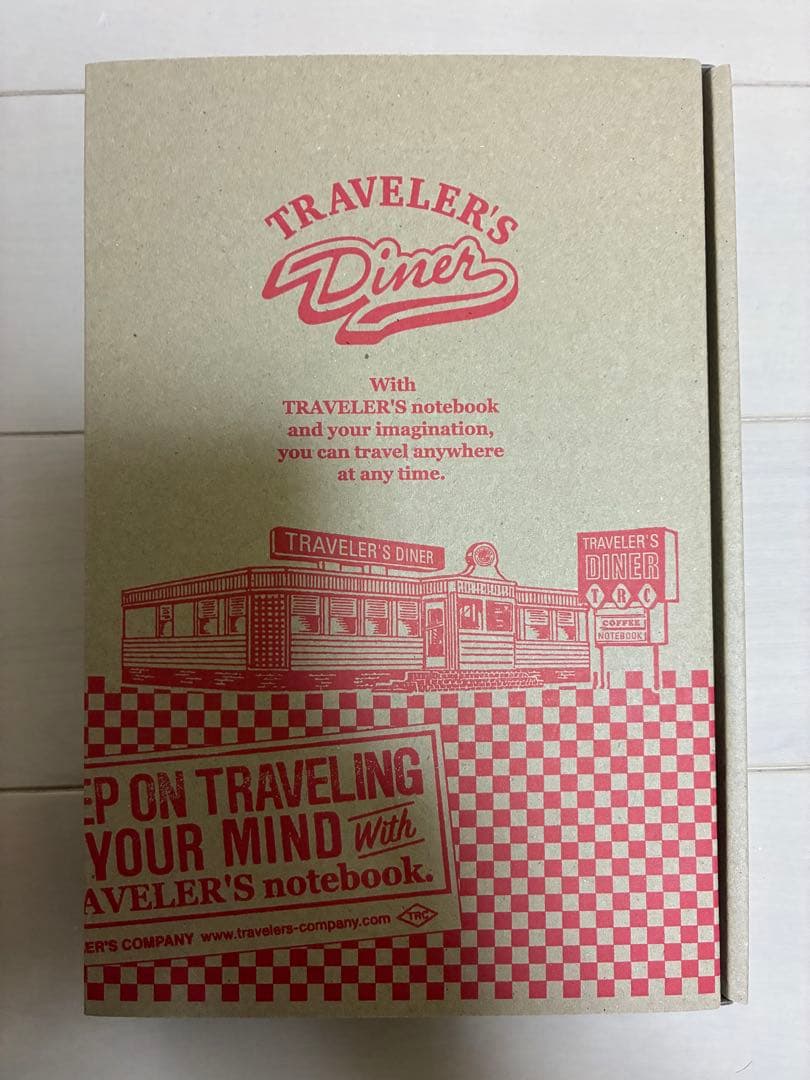 TRAVELER'S
Diner
With
TRAVELER'S notebook
and your imagination,
you can travel anywhere
at any time.
TRAVELER'S DINER
TRAVELER'S
DINER
TRC
COFFEE
NOTEBOOK
EP ON TRAVELING
YOUR MIND With
AVELER'S notebook.
ER'S COMPANY www.travelers-company.com TRC